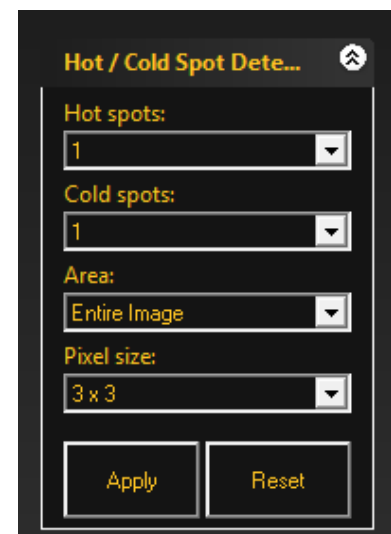 Hot / Cold Spot Dete...
Hot spots:
1
Cold spots:
1
Area:
Entire Image
Pixel size:
3 x 3
Apply Reset